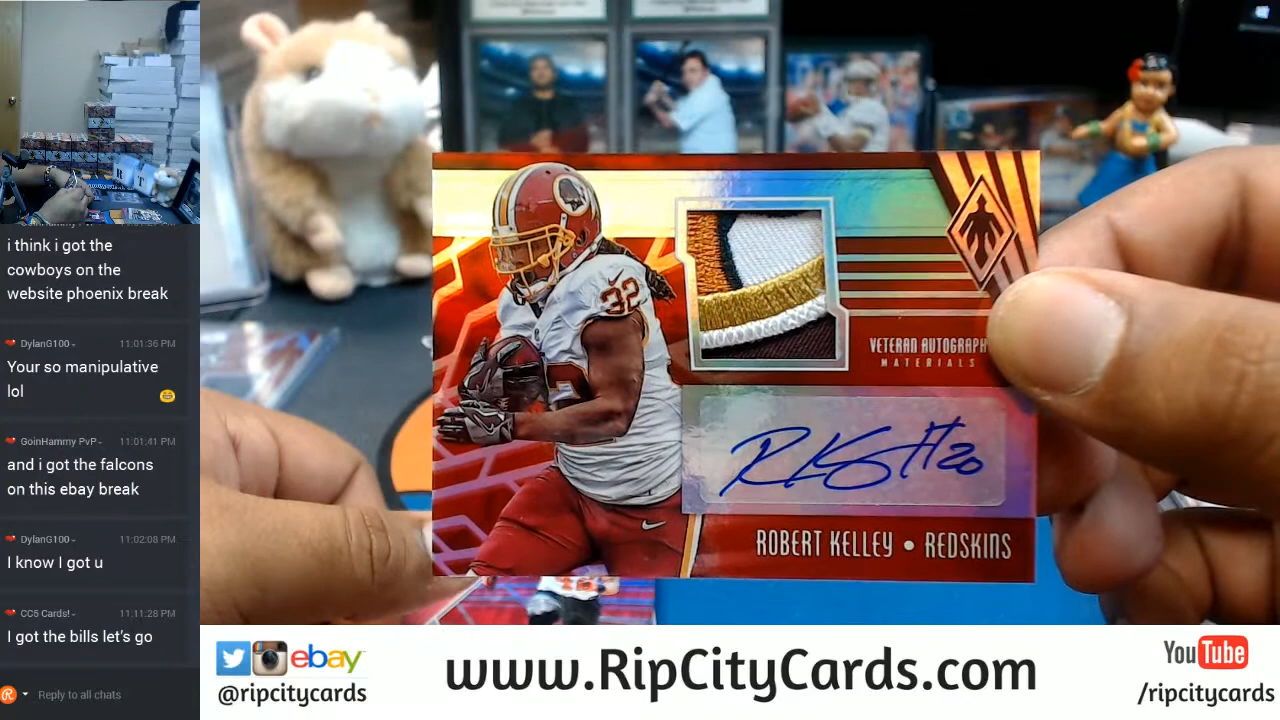 i think i got the
cowboys on the
website phoenix break
DylanG100
11:01:36 PM
Your so manipulative
lol
GoinHammy PvP
11:01:41 PM
and i got the falcons
on this ebay break
DylanG100
11:02:08 PM
I know I got u
CC5 Cards!
11:11:28 PM
I got the bills let's go
Reply to all chats
32
VETERAN AUTOGRAPH
MATERIALS
ROBERT KELLEY • REDSKINS
ebay
@ripcitycards
www.RipCityCards.com
YouTube
/ripcitycards